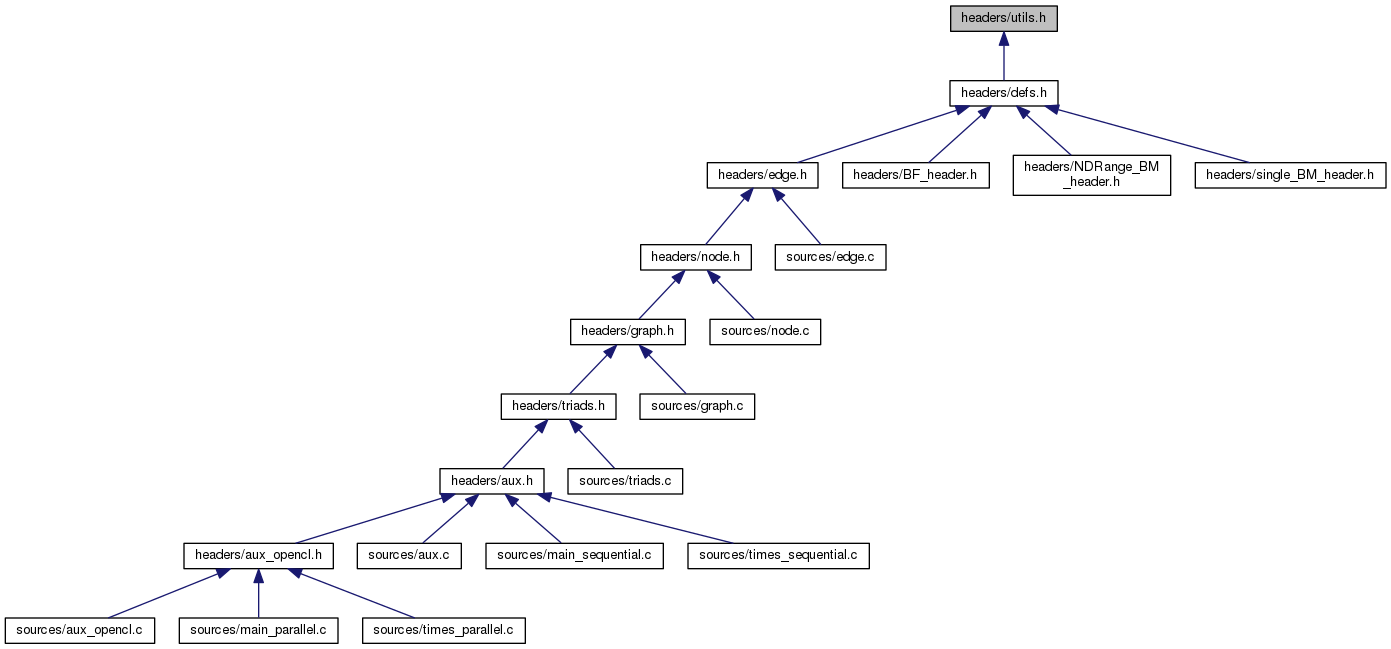 headers/utils.h
headers/defs.h
headers/edge.h
headers/BF_header.h
headers/NDRange_BM
_header.h
headers/single_BM_header.h
headers/node.h
sources/edge.c
headers/graph.h
sources/node.c
headers/triads.h
sources/graph.c
headers/aux.h
sources/triads.c
headers/aux_opencl.h
sources/aux.c
sources/main_sequential.c
sources/times_sequential.c
sources/aux_opencl.c
sources/main_parallel.c
sources/times_parallel.c